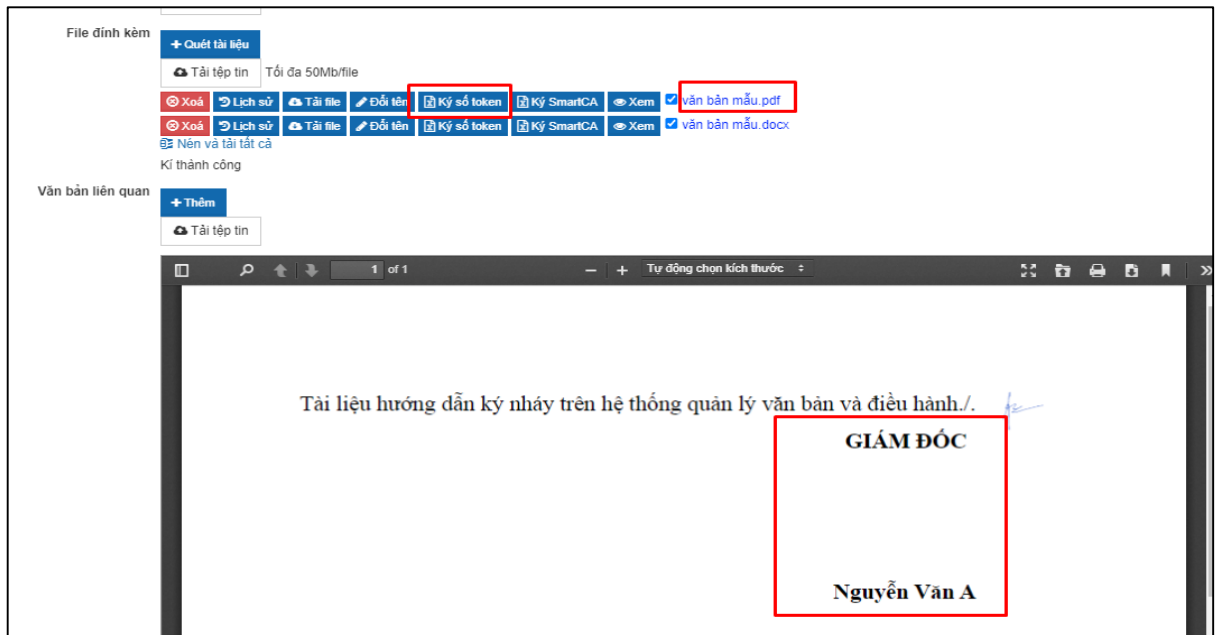 File đính kèm
+ Quét tài liệu
Tải tệp tin Tối đa 50Mb/file
Xoá Lịch sử Tải file Đổi tên Ký số token Ký SmartCA Xem văn bản mẫu.pdf
Xoá Lịch sử Tải file Đổi tên Ký số token Ký SmartCA Xem văn bản mẫu.docx
Nén và tải tất cả
Kí thành công
Văn bản liên quan
+ Thêm
Tải tệp tin
1 of 1 Tự động chọn kích thước
Tài liệu hướng dẫn ký nháy trên hệ thống quản lý văn bản và điều hành./.
GIÁM ĐỐC
Nguyễn Văn A